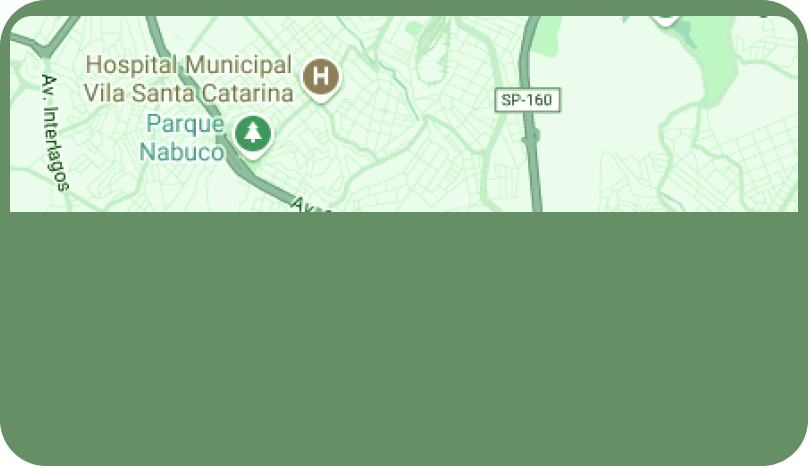 Hospital Municipal
Vila Santa Catarina
H
SP-160
Parque
Nabuco
Av. Interlagos